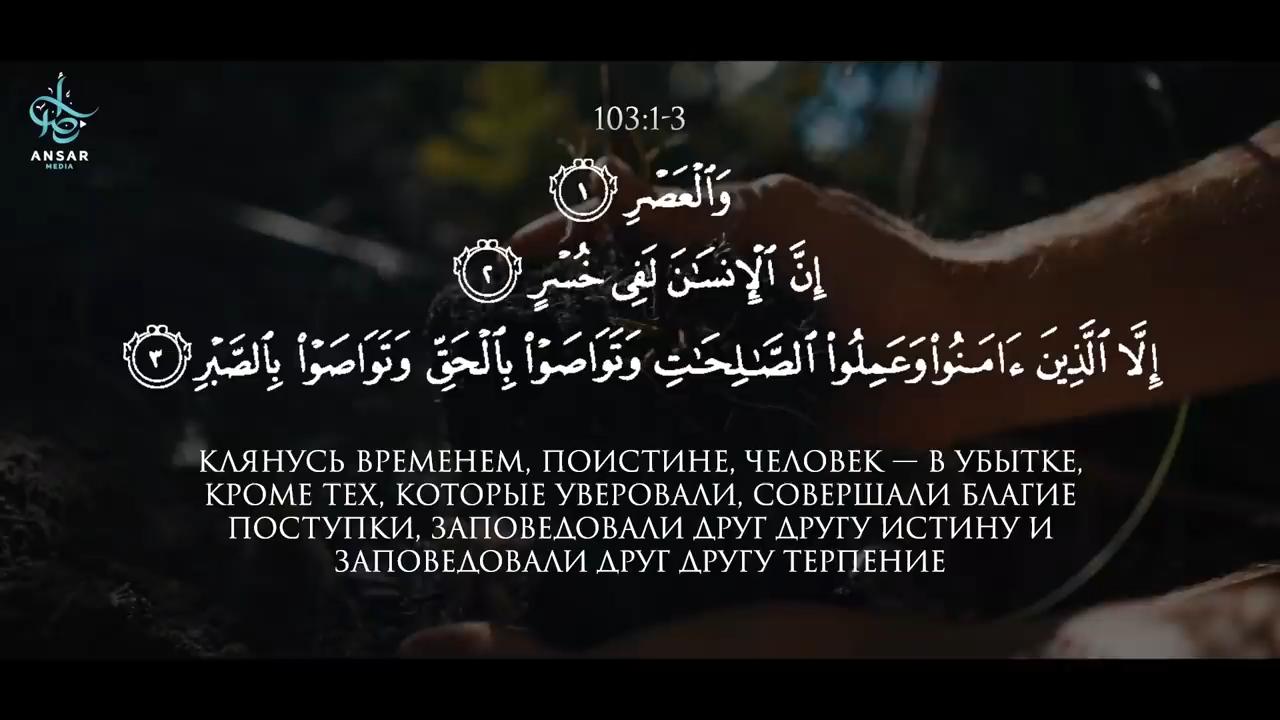 ANSAR
MEDIA
103:1-3
وَٱلْعَصْرِ ١
إِنَّ ٱلْإِنسَـٰنَ لَفِى خُسْرٍ ٢
إِلَّا ٱلَّذِينَ ءَامَنُوا۟ وَعَمِلُوا۟ ٱلصَّـٰلِحَـٰتِ وَتَوَاصَوْا۟ بِٱلْحَقِّ وَتَوَاصَوْا۟ بِٱلصَّبْرِ ٣
КЛЯНУСЬ ВРЕМЕНЕМ, ПОИСТИНЕ, ЧЕЛОВЕК — В УБЫТКЕ,
КРОМЕ ТЕХ, КОТОРЫЕ УВЕРОВАЛИ, СОВЕРШАЛИ БЛАГИЕ
ПОСТУПКИ, ЗАПОВЕДОВАЛИ ДРУГ ДРУГУ ИСТИНУ И
ЗАПОВЕДОВАЛИ ДРУГ ДРУГУ ТЕРПЕНИЕ